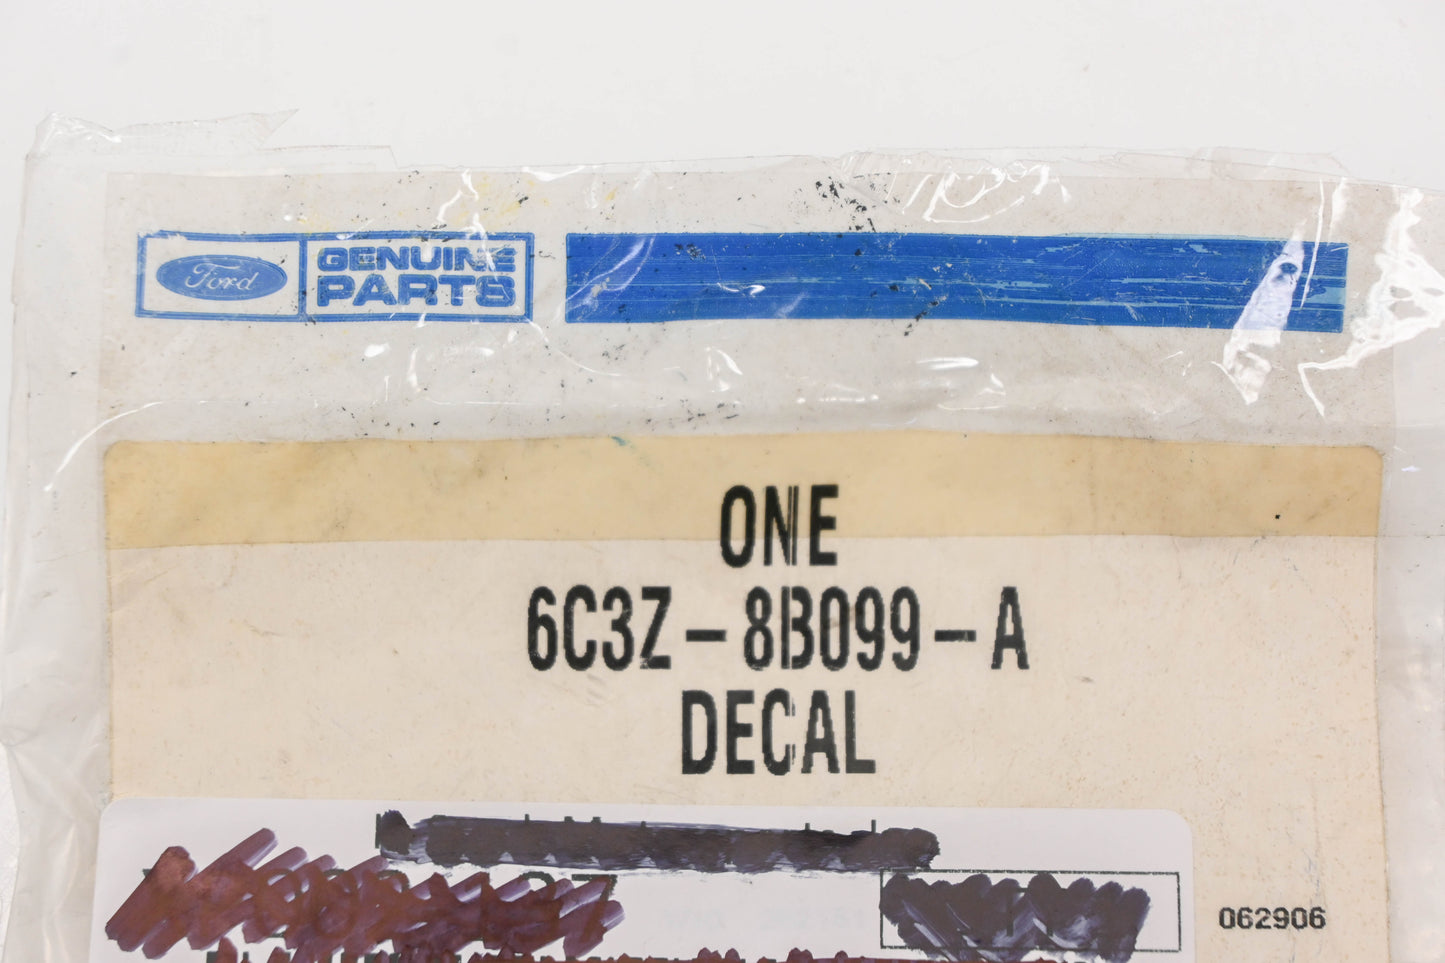 Ford
GENUINE
PARTS
ONE
6C3Z-8B099-A
DECAL
062906